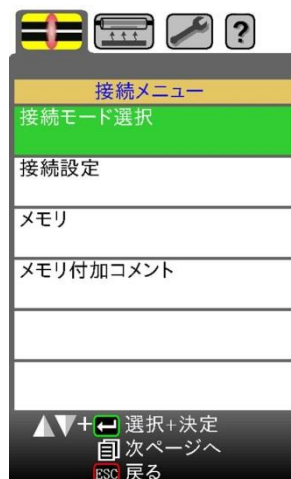 ?
接続メニュー
接続モード選択
接続設定
メモリ
メモリ付加コメント
▲▼+↵ 選択+決定
次ページへ
ESC 戻る